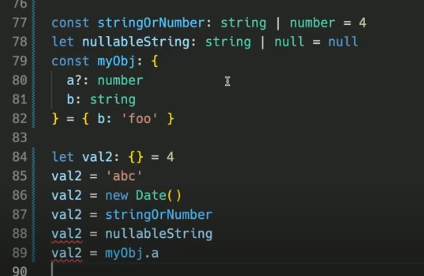 76
77 const stringOrNumber: string | number = 4
78 let nullableString: string | null = null
79 const myObj: {
80   a?: number
81   b: string
82 } = { b: 'foo' }
84 let val2: {} = 4
85 val2 = 'abc'
86 val2 = new Date()
87 val2 = stringOrNumber
88 val2 = nullableString
89 val2 = myObj.a
90